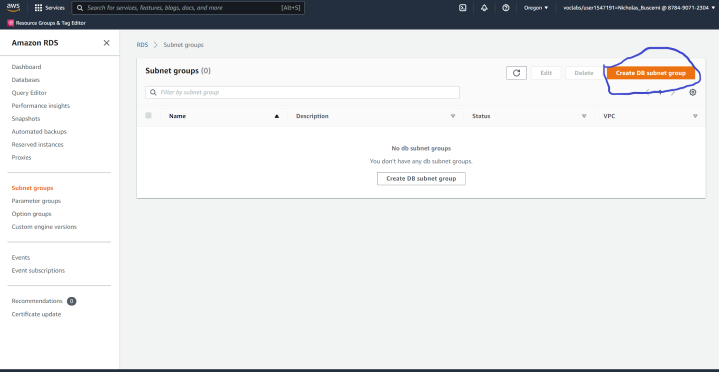 aws
Services
Search for services, features, blogs, docs, and more
[Alt+S]
Oregon ▼
voclabs/user1547191=Nicholas_Buscemi @ 8784-9071-2304 ▼
Resource Groups & Tag Editor
Amazon RDS
Dashboard
Databases
Query Editor
Performance insights
Snapshots
Automated backups
Reserved instances
Proxies
Subnet groups
Parameter groups
Option groups
Custom engine versions
Events
Event subscriptions
Recommendations 0
Certificate update
RDS > Subnet groups
Subnet groups (0)
Edit
Delete
Create DB subnet group
Filter by subnet group
Name
Description
Status
VPC
No db subnet groups
You don't have any db subnet groups.
Create DB subnet group